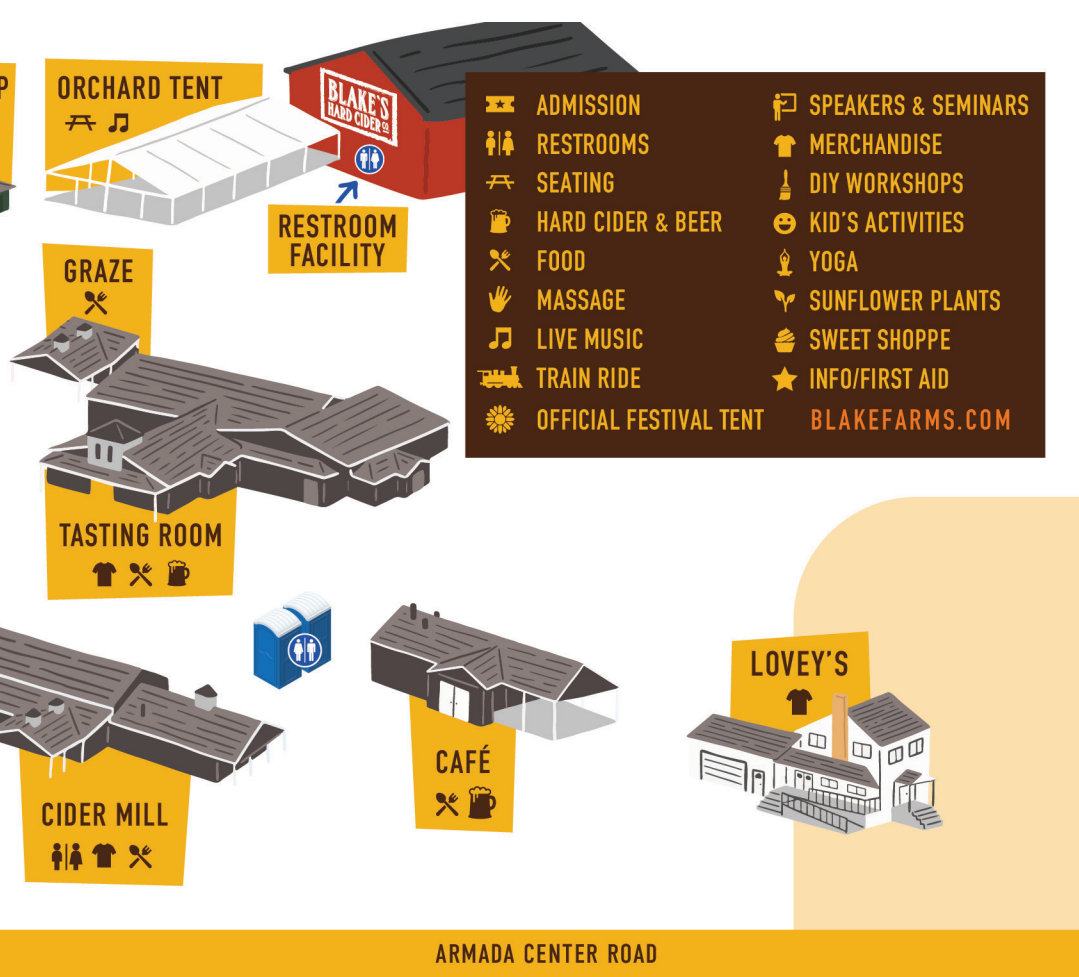 P
ORCHARD TENT
BLAKE'S
HARD CIDER CO
RESTROOM
FACILITY
GRAZE
TASTING ROOM
CIDER MILL
CAFÉ
LOVEY'S
ADMISSION
RESTROOMS
SEATING
HARD CIDER & BEER
FOOD
MASSAGE
LIVE MUSIC
TRAIN RIDE
OFFICIAL FESTIVAL TENT
SPEAKERS & SEMINARS
MERCHANDISE
DIY WORKSHOPS
KID'S ACTIVITIES
YOGA
SUNFLOWER PLANTS
SWEET SHOPPE
INFO/FIRST AID
BLAKEFARMS.COM
ARMADA CENTER ROAD